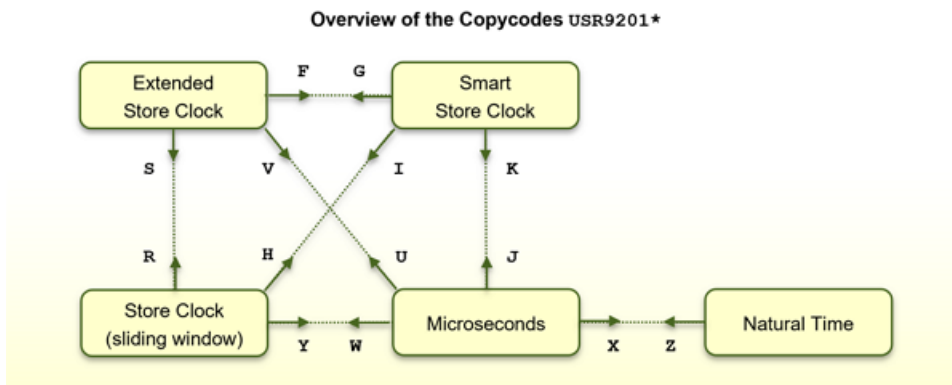 Overview of the Copycodes USR9201*
F G
Extended
Store Clock
Smart
Store Clock
S V I K
R H U J
Store Clock
(sliding window)
Microseconds
Natural Time
Y W X Z